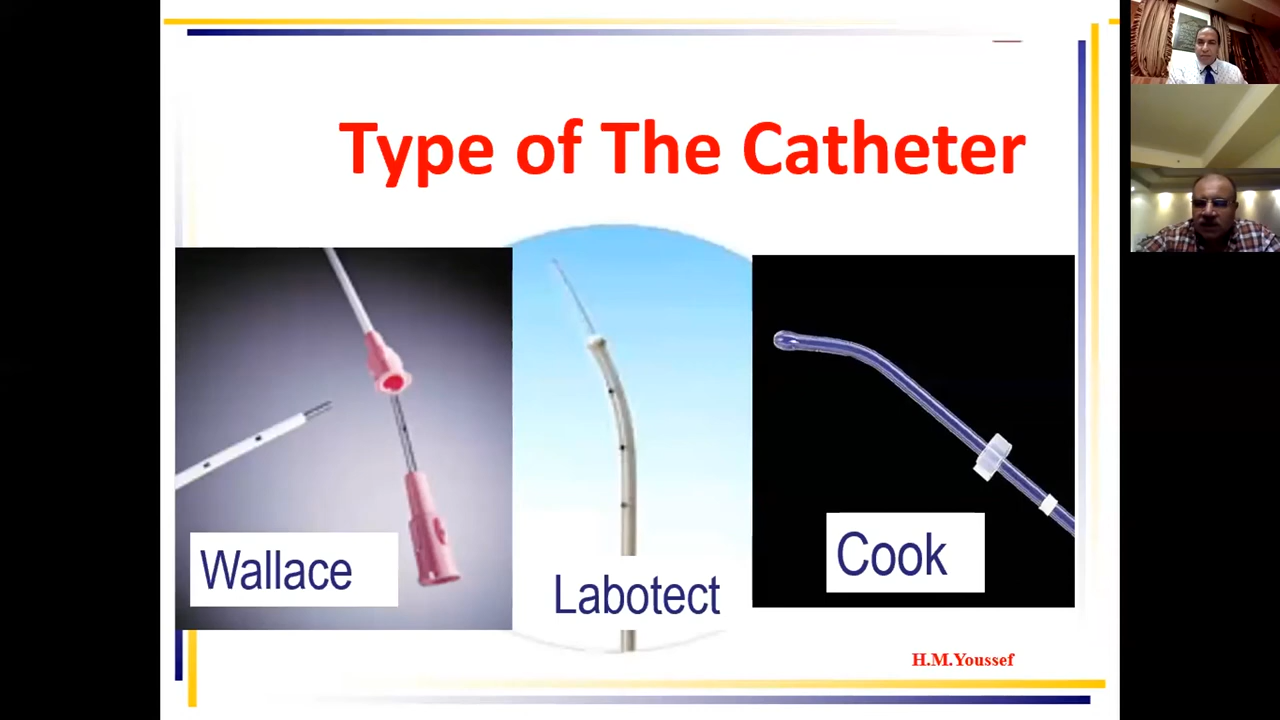 Type of The Catheter
Wallace
Labotect
Cook
H.M.Youssef